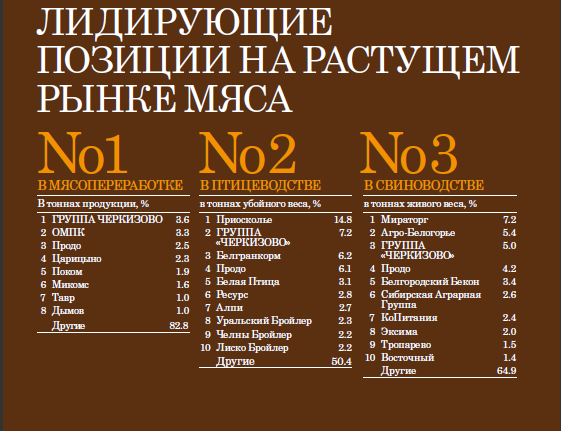 ЛИДИРУЮЩИЕ
ПОЗИЦИИ НА РАСТУЩЕМ
РЫНКЕ МЯСА
No1
В МЯСОПЕРЕРАБОТКЕ
В тоннах продукции, %
1 ГРУППА ЧЕРКИЗОВО 3.6
2 ОМПК 3.3
3 Продо 2.5
4 Царицыно 2.3
5 Поком 1.9
6 Микомс 1.6
7 Тавр 1.0
8 Дымов 1.0
Другие 82.8
No2
В ПТИЦЕВОДСТВЕ
в тоннах убойного веса, %
1 Приосколье 14.8
2 ГРУППА 7.2
«ЧЕРКИЗОВО»
3 Белгранкорм 6.2
4 Продо 6.1
5 Белая Птица 3.1
6 Ресурс 2.8
7 Алпи 2.7
8 Уральский Бройлер 2.3
9 Челны Бройлер 2.2
10 Лиско Бройлер 2.2
Другие 50.4
No3
В СВИНОВОДСТВЕ
в тоннах живого веса, %
1 Мираторг 7.2
2 Агро-Белогорье 5.4
3 ГРУППА 5.0
«ЧЕРКИЗОВО»
4 Продо 4.2
5 Белгородский Бекон 3.4
6 Сибирская Аграрная 2.6
Группа
7 КоПитания 2.4
8 Эксима 2.0
9 Тропарево 1.5
10 Восточный 1.4
Другие 64.9